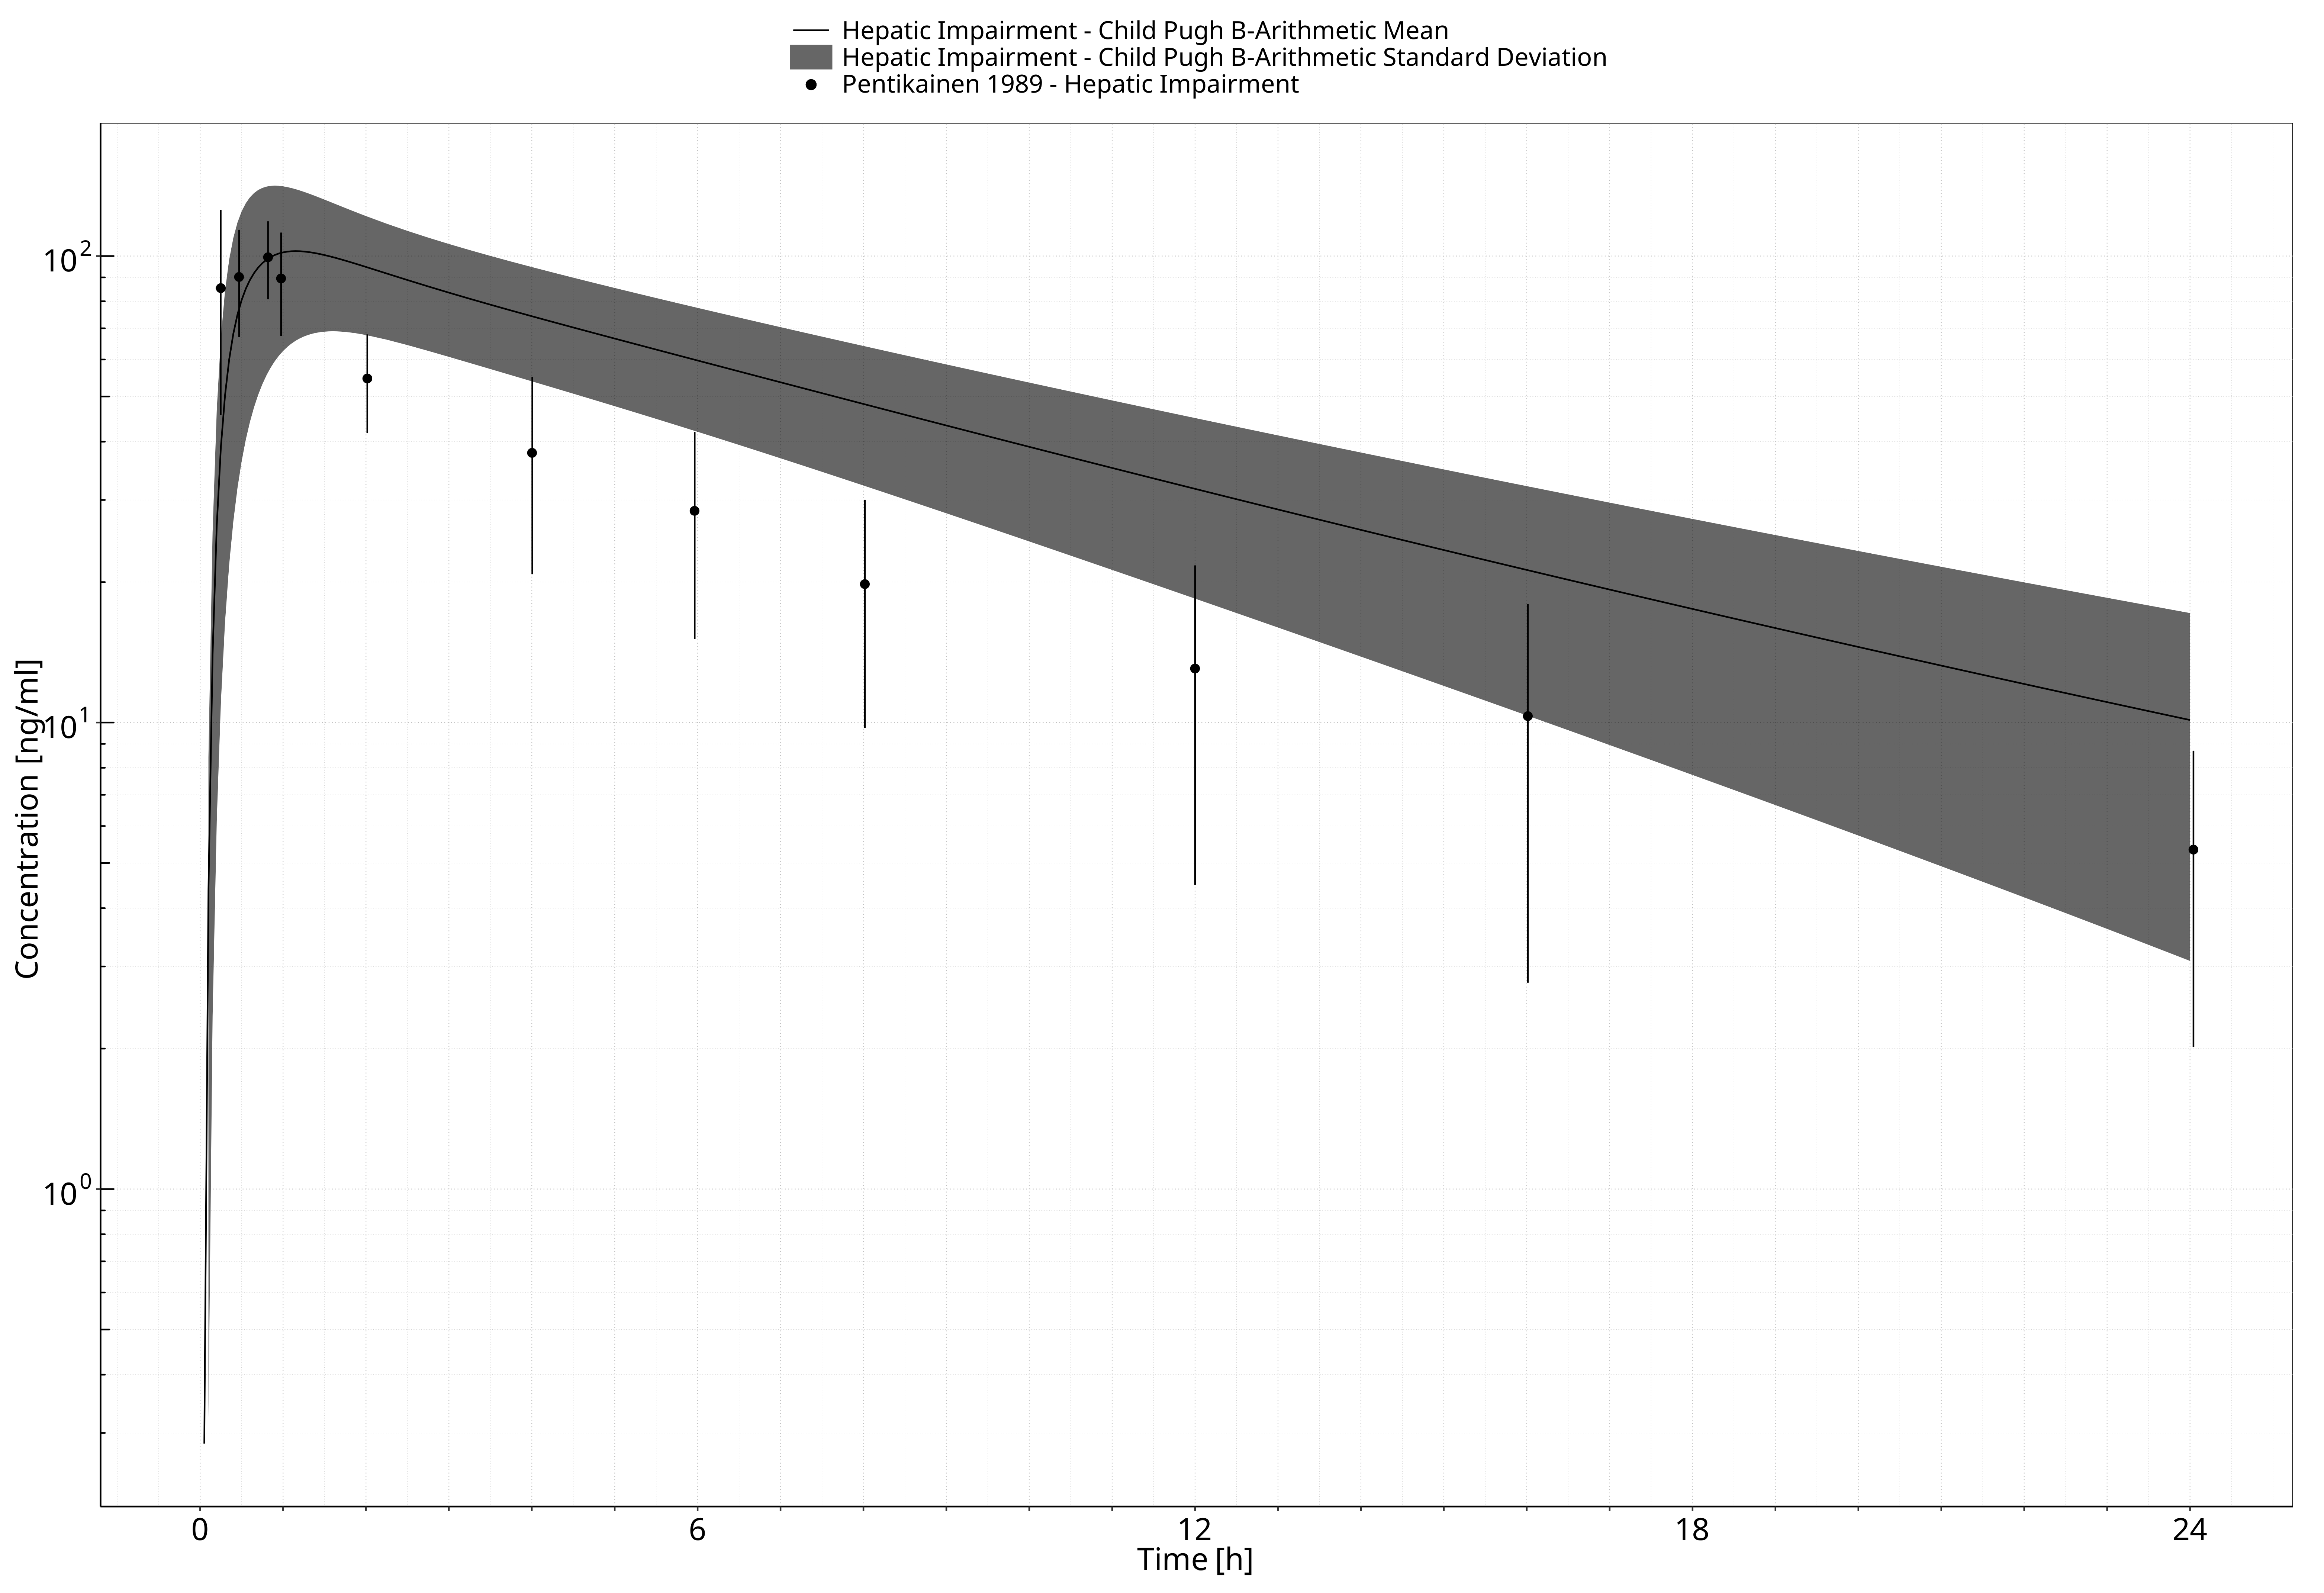 Hepatic Impairment - Child Pugh B-Arithmetic Mean
Hepatic Impairment - Child Pugh B-Arithmetic Standard Deviation
Pentikainen 1989 - Hepatic Impairment
Concentration [ng/ml]
10²
10¹
10⁰
0 6 12 18 24
Time [h]